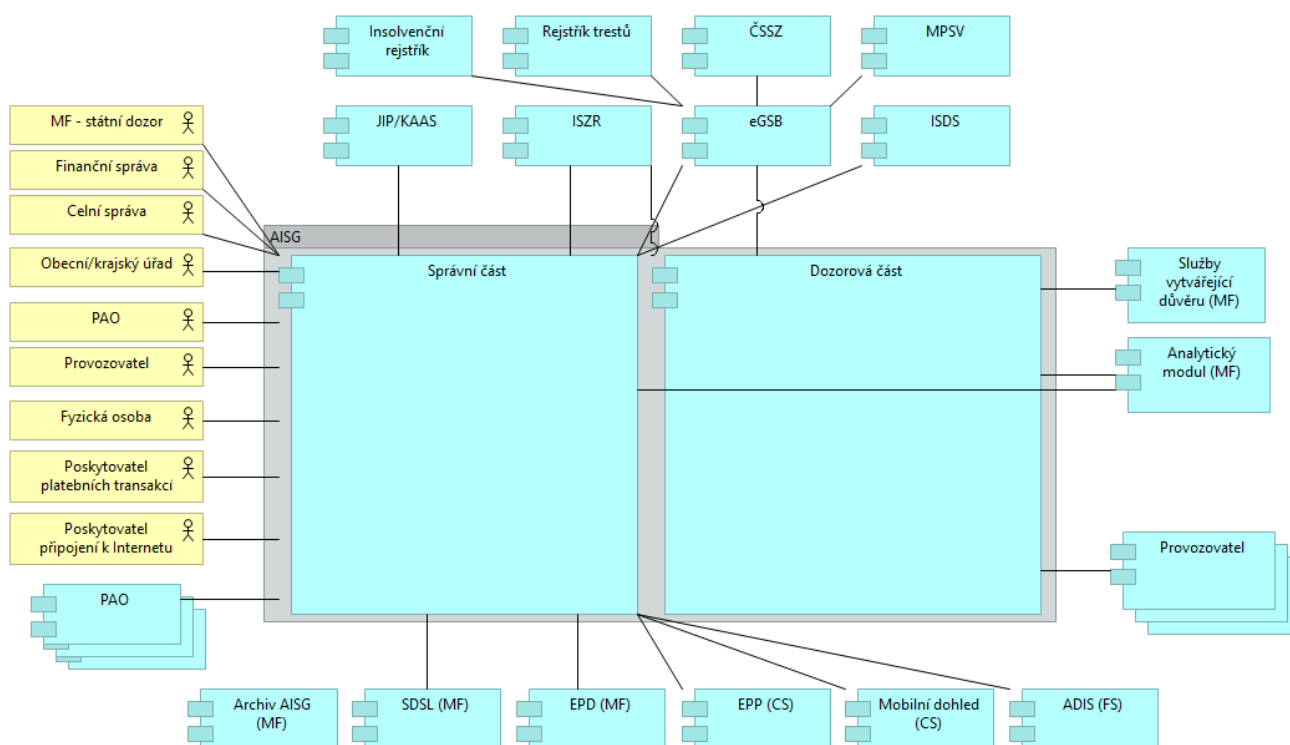 Insolvenční
rejstřík
Rejstřík trestů
ČSSZ
MPSV
MF - státní dozor
JIP/KAAS
ISZR
eGSB
ISDS
Finanční správa
Celní správa
AISG
Obecní/krajský úřad
Správní část
Dozorová část
Služby
vytvářející
důvěru (MF)
PAO
Provozovatel
Analytický
modul (MF)
Fyzická osoba
Poskytovatel
platebních transakcí
Poskytovatel
připojení k Internetu
Provozovatel
PAO
Archiv AISG
(MF)
SDSL (MF)
EPD (MF)
EPP (CS)
Mobilní dohled
(CS)
ADIS (FS)